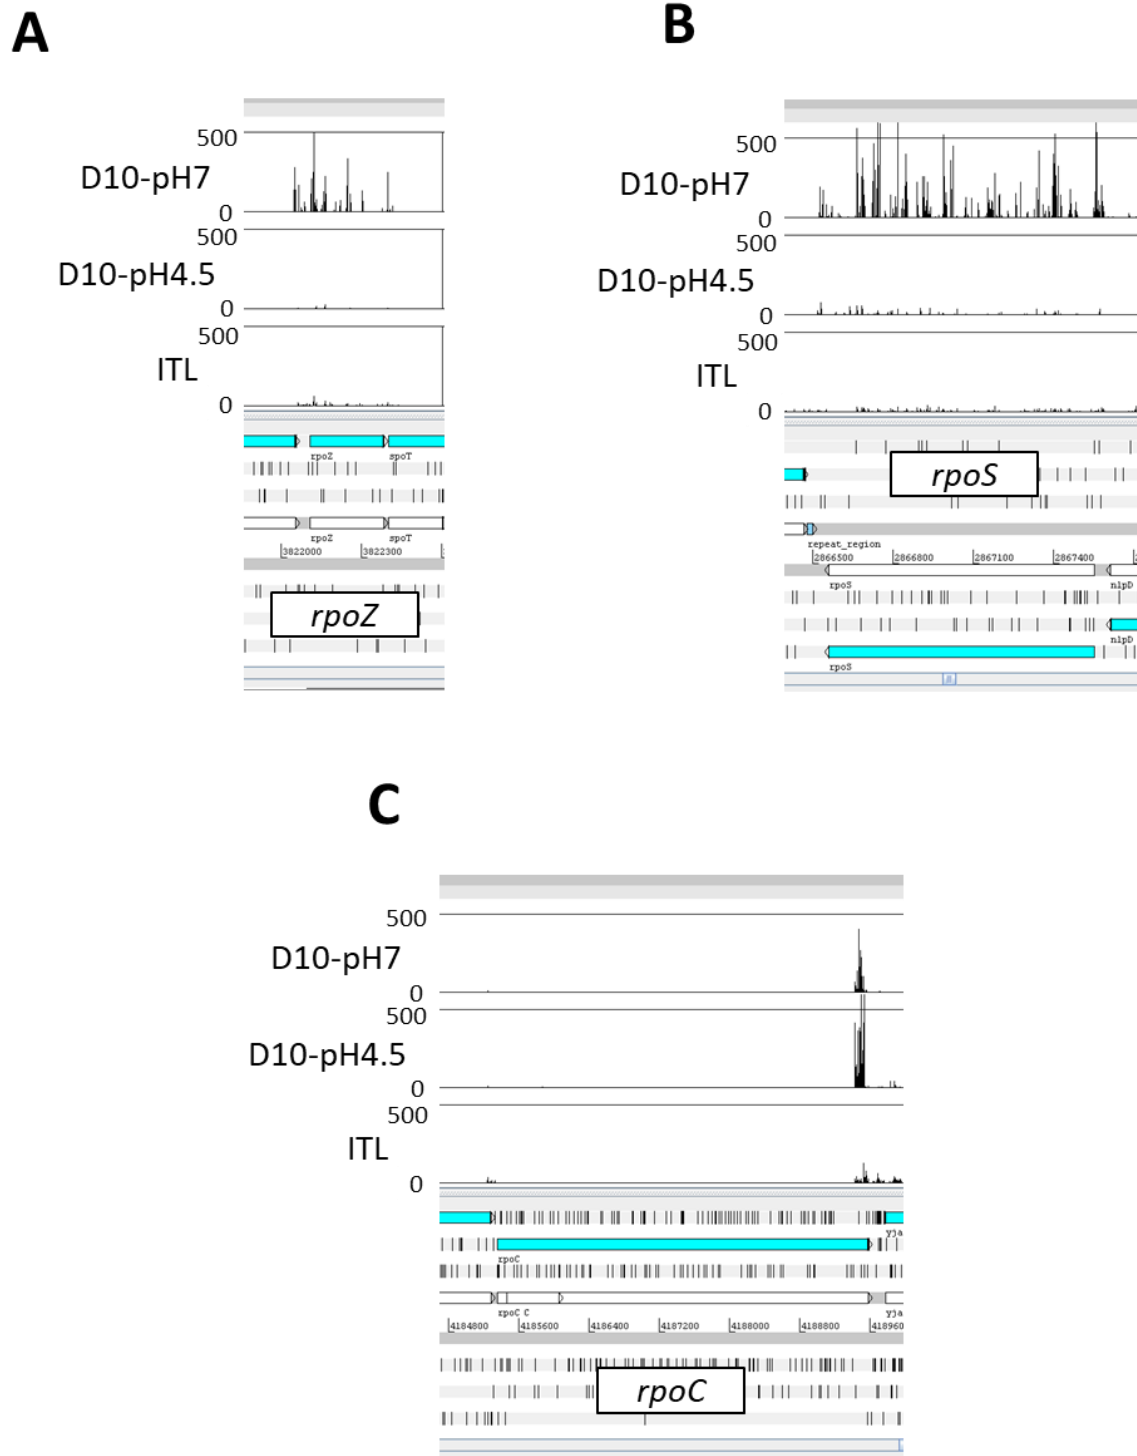 A
B
500
D10-pH7
0
500
D10-pH4.5
0
500
ITL
0
rpoZ
spoT
rpoZ
spoT
3822000
3822300
rpoZ
500
D10-pH7
0
500
D10-pH4.5
0
500
ITL
0
rpoS
repeat_region
2866500
2866800
2867100
2867400
rpoS
nlpD
nlpD
rpoS
C
500
D10-pH7
0
500
D10-pH4.5
0
500
ITL
0
yja
rpoC
rpoC C
yja
4184800
4185600
4186400
4187200
4188000
4188800
418960
rpoC